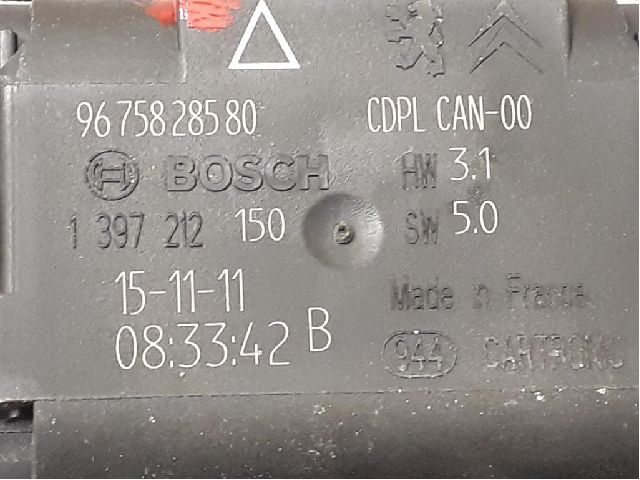 96 758 285 80 CDPL CAN-00
BOSCH HW 3.1
1 397 212 150 SW 5.0
15-11-11 Made in France
08:33:42 B 944 CARTRONIC